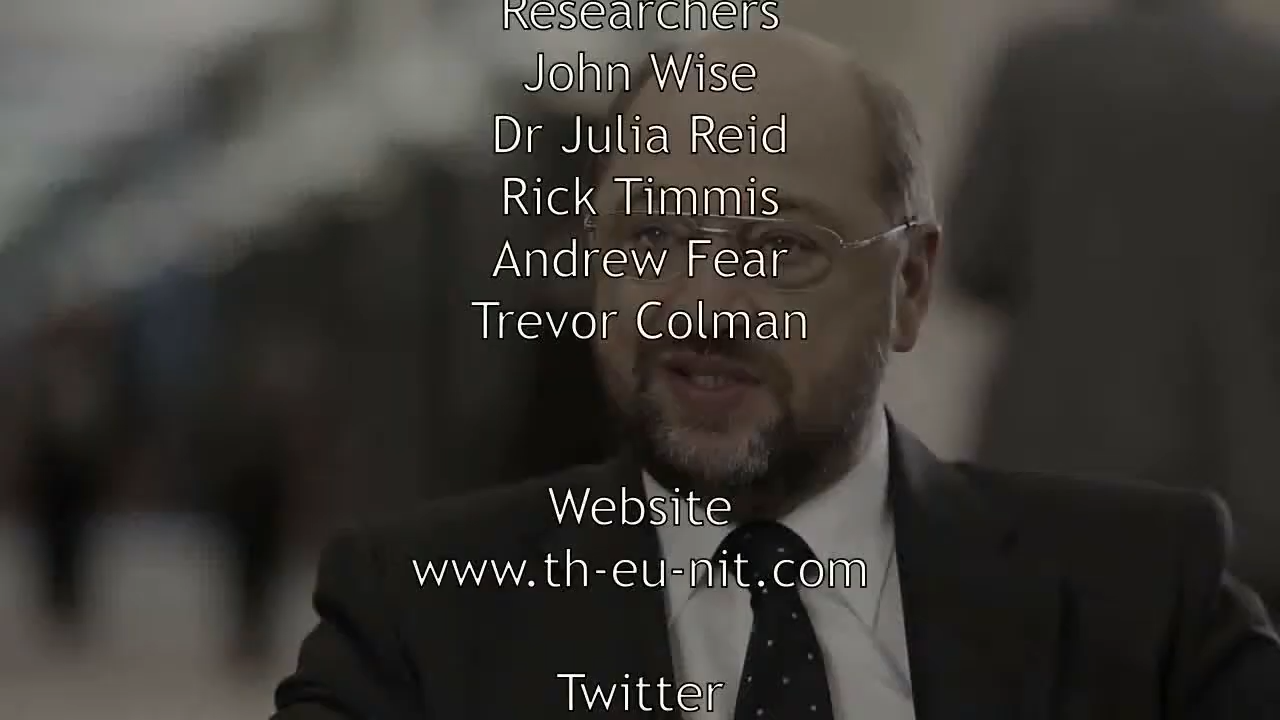 Researchers
John Wise
Dr Julia Reid
Rick Timmis
Andrew Fear
Trevor Colman
Website
www.th-eu-nit.com
Twitter